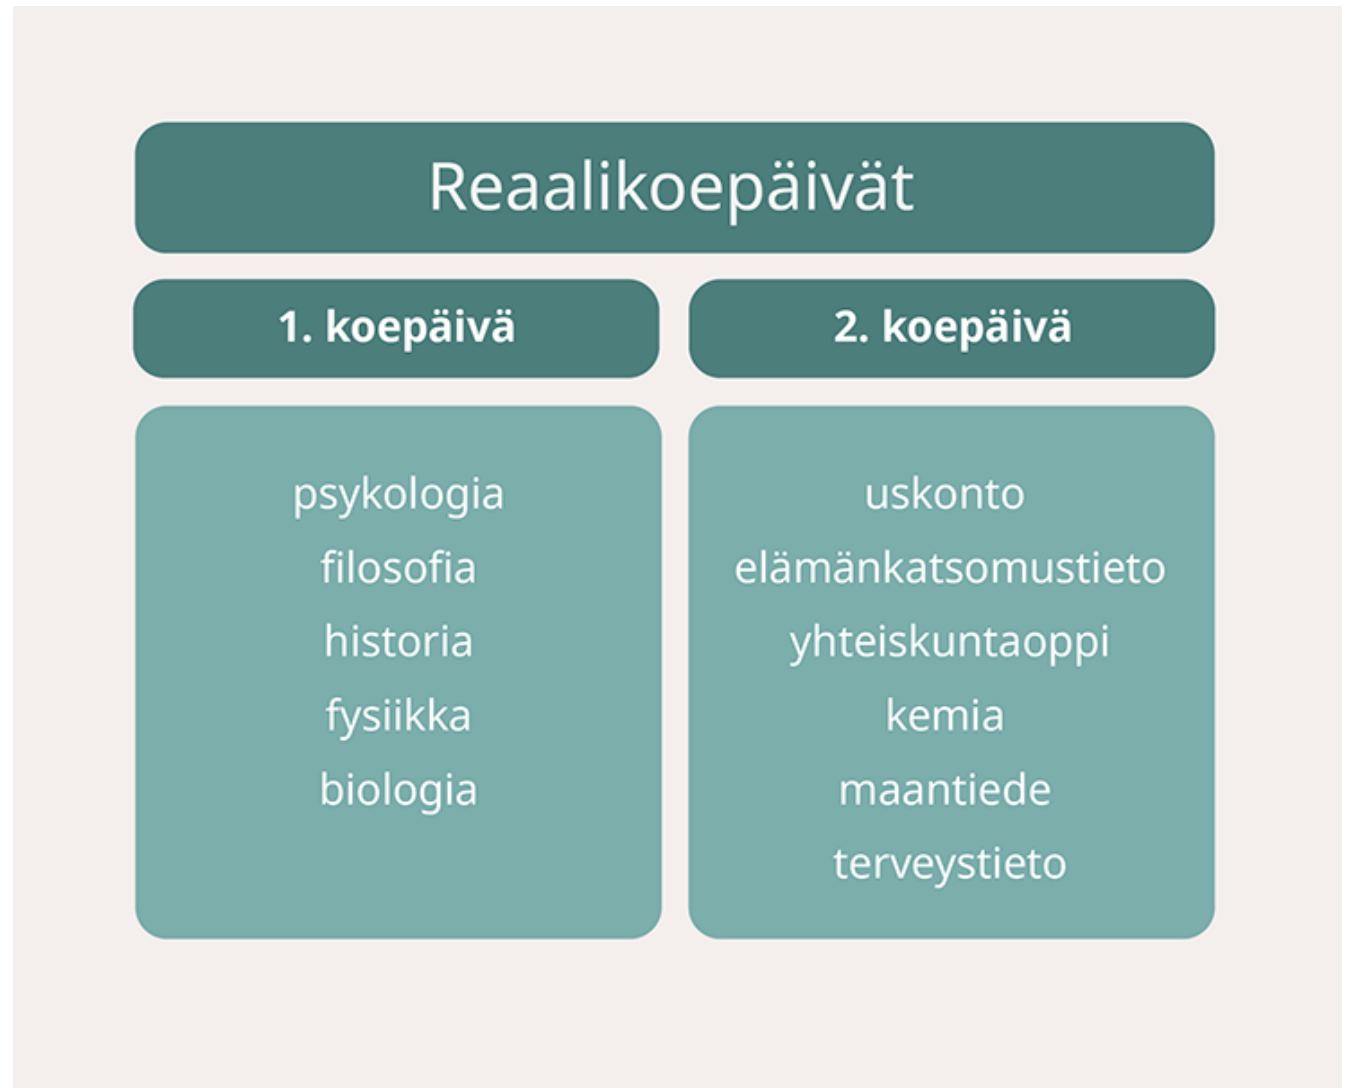 Reaalikoepäivät
1. koepäivä
psykologia
filosofia
historia
fysiikka
biologia
2. koepäivä
uskonto
elämänkatsomustieto
yhteiskuntaoppi
kemia
maantiede
terveystieto